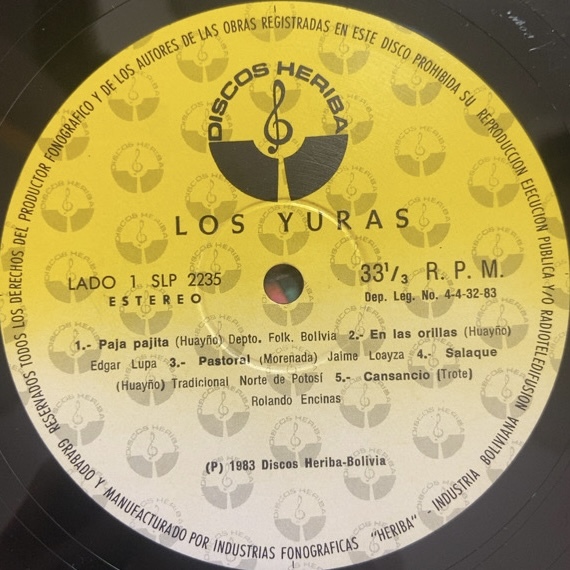 RESERVADOS TODOS LOS DERECHOS DEL PRODUCTOR FONOGRAFICO Y DE LOS AUTORES DE LAS OBRAS REGISTRADAS EN ESTE DISCO PROHIBIDA SU REPRODUCCION EJECUCION PUBLICA Y/O RADIOTELEDIFUSION
DISCOS HERIBA
LOS YURAS
LADO 1 SLP 2235
ESTEREO
33 1/3 R. P. M.
Dep. Leg. No. 4-4-32-83
1.- Paja pajita (Huayño) Depto. Folk. Bolivia 2.- En las orillas (Huayño)
Edgar Lupa 3.- Pastoral (Morenada) Jaime Loayza 4.- Salaque
(Huayño) Tradicional Norte de Potosí 5.- Cansancio (Trote)
Rolando Encinas
(P) 1983 Discos Heriba-Bolivia
GRABADO Y MANUFACTURADO POR INDUSTRIAS FONOGRAFICAS "HERIBA" - INDUSTRIA BOLIVIANA